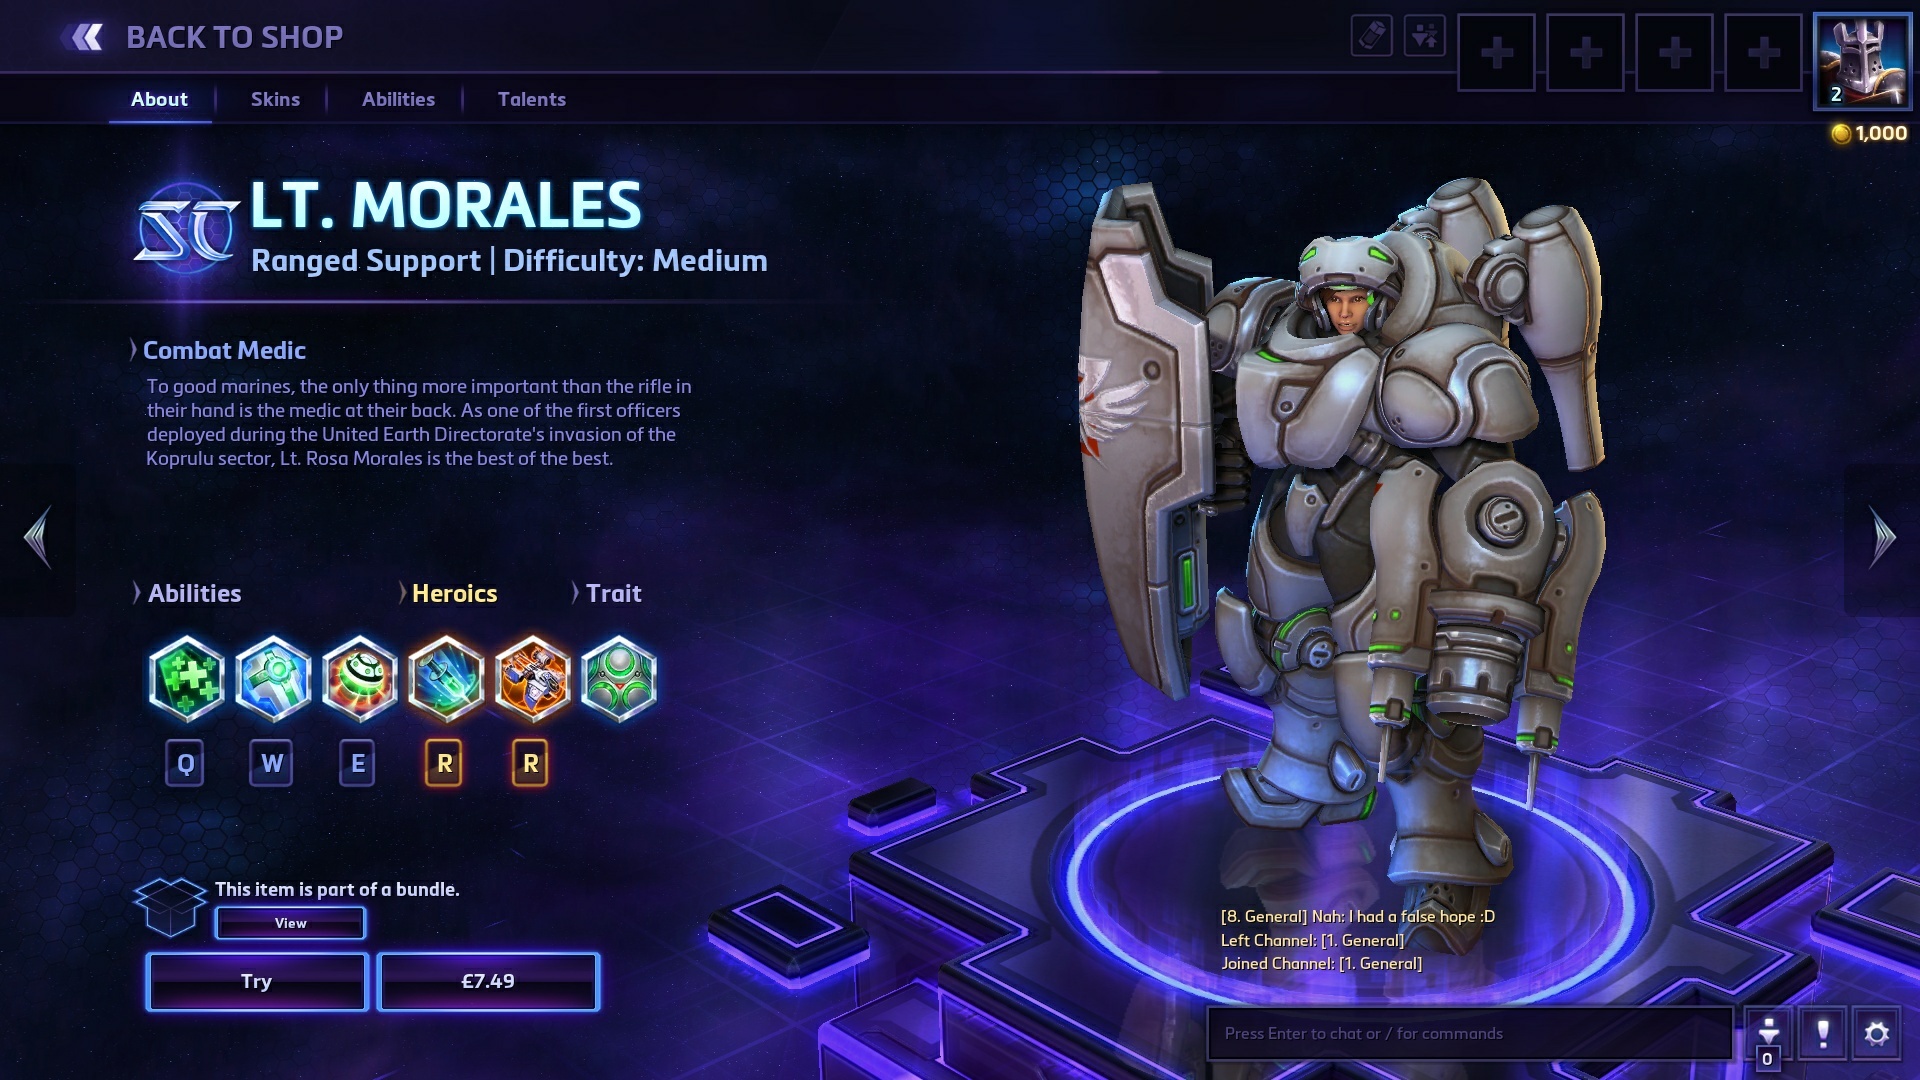 BACK TO SHOP
2
1,000
About
Skins
Abilities
Talents
SC
LT. MORALES
Ranged Support | Difficulty: Medium
Combat Medic
To good marines, the only thing more important than the rifle in
their hand is the medic at their back. As one of the first officers
deployed during the United Earth Directorate's invasion of the
Koprulu sector, Lt. Rosa Morales is the best of the best.
Abilities
Heroics
Trait
Q
W
E
R
R
This item is part of a bundle.
View
Try
£7.49
[8. General] Nah: I had a false hope :D
Left Channel: [1. General]
Joined Channel: [1. General]
Press Enter to chat or / for commands
0